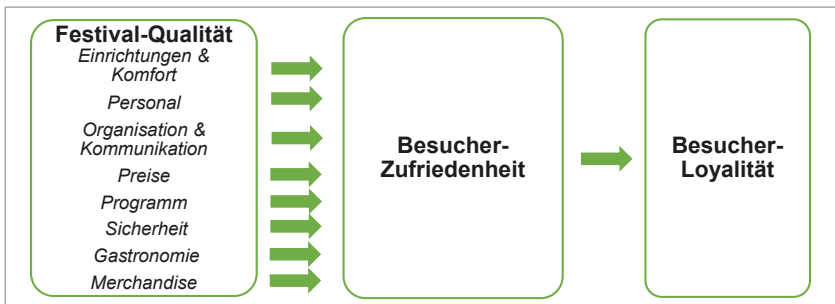 Festival-Qualität
Einrichtungen &
Komfort
Personal
Organisation &
Kommunikation
Preise
Programm
Sicherheit
Gastronomie
Merchandise
Besucher-
Zufriedenheit
Besucher-
Loyalität